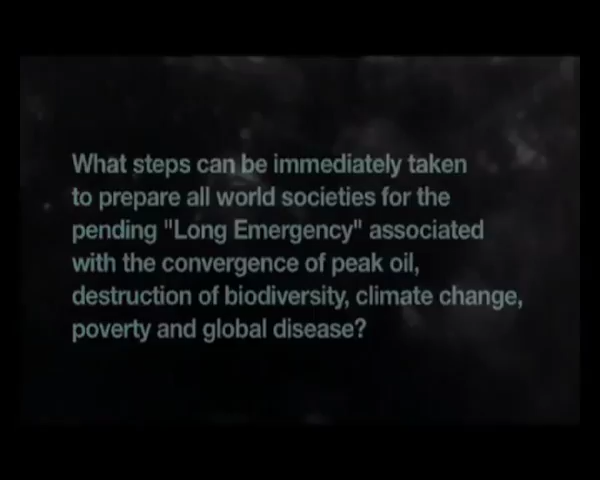 What steps can be immediately taken
to prepare all world societies for the
pending "Long Emergency" associated
with the convergence of peak oil,
destruction of biodiversity, climate change,
poverty and global disease?